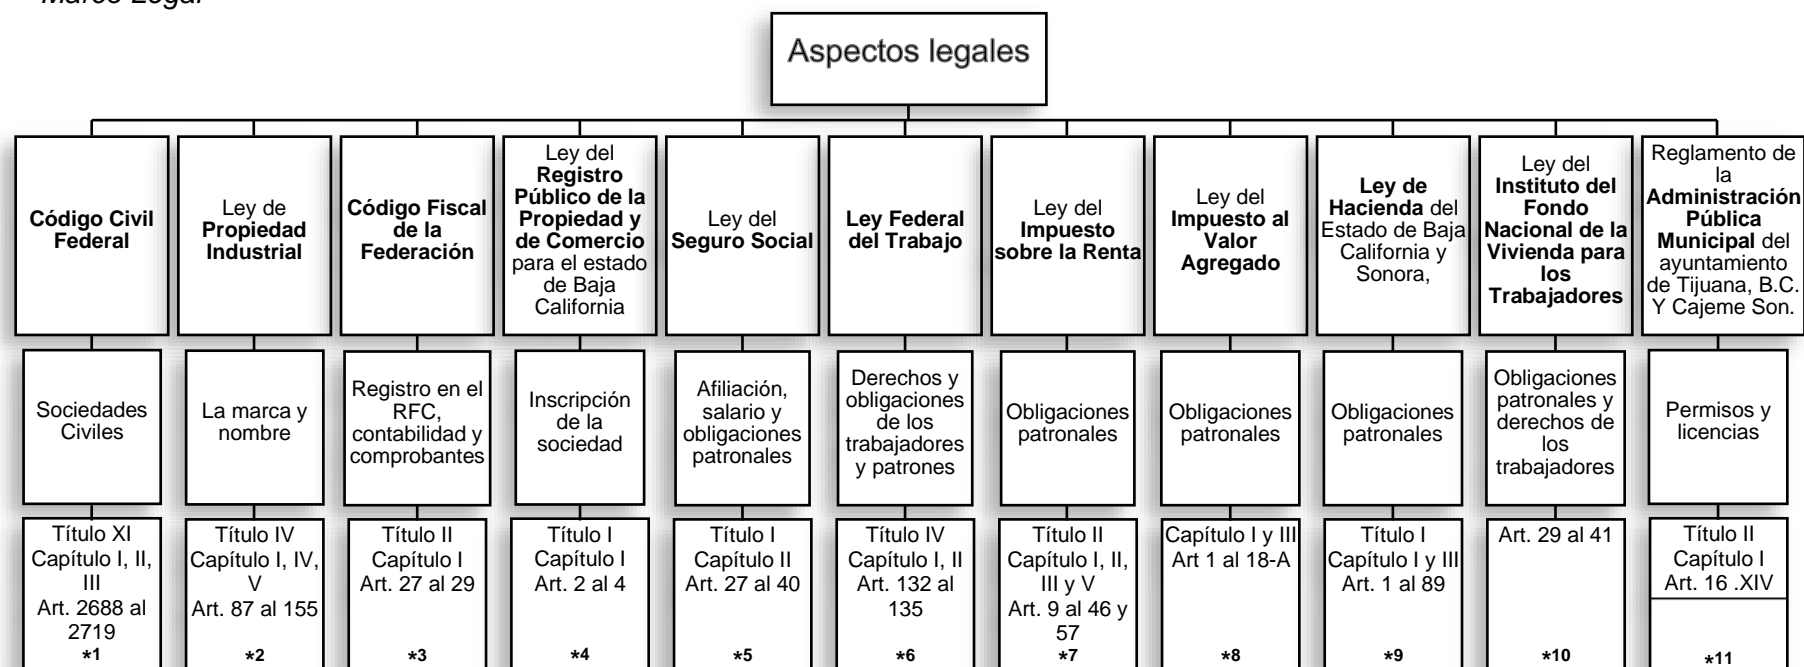 Marco Legal
Aspectos legales
Código Civil
Federal
Ley de
Propiedad
Industrial
Código Fiscal
de la
Federación
Ley del
Registro
Público de la
Propiedad y
de Comercio
para el estado
de Baja
California
Ley del
Seguro Social
Ley Federal
del Trabajo
Ley del
Impuesto
sobre la Renta
Ley del
Impuesto al
Valor
Agregado
Ley de
Hacienda del
Estado de Baja
California y
Sonora,
Ley del
Instituto del
Fondo
Nacional de la
Vivienda para
los
Trabajadores
Reglamento de
la
Administración
Pública
Municipal del
ayuntamiento
de Tijuana, B.C.
Y Cajeme Son.
Sociedades
Civiles
La marca y
nombre
Registro en el
RFC,
contabilidad y
comprobantes
Inscripción
de la
sociedad
Afiliación,
salario y
obligaciones
patronales
Derechos y
obligaciones
de los
trabajadores
y patrones
Obligaciones
patronales
Obligaciones
patronales
Obligaciones
patronales
Obligaciones
patronales y
derechos de
los
trabajadores
Permisos y
licencias
Título XI
Capítulo I, II,
III
Art. 2688 al
2719
*1
Título IV
Capítulo I, IV,
V
Art. 87 al 155
*2
Título II
Capítulo I
Art. 27 al 29
*3
Título I
Capítulo I
Art. 2 al 4
*4
Título I
Capítulo II
Art. 27 al 40
*5
Título IV
Capítulo I, II
Art. 132 al
135
*6
Título II
Capítulo I, II,
III y V
Art. 9 al 46 y
57
*7
Capítulo I y III
Art 1 al 18-A
*8
Título I
Capítulo I y III
Art. 1 al 89
*9
Art. 29 al 41
*10
Título II
Capítulo I
Art. 16 .XIV
*11